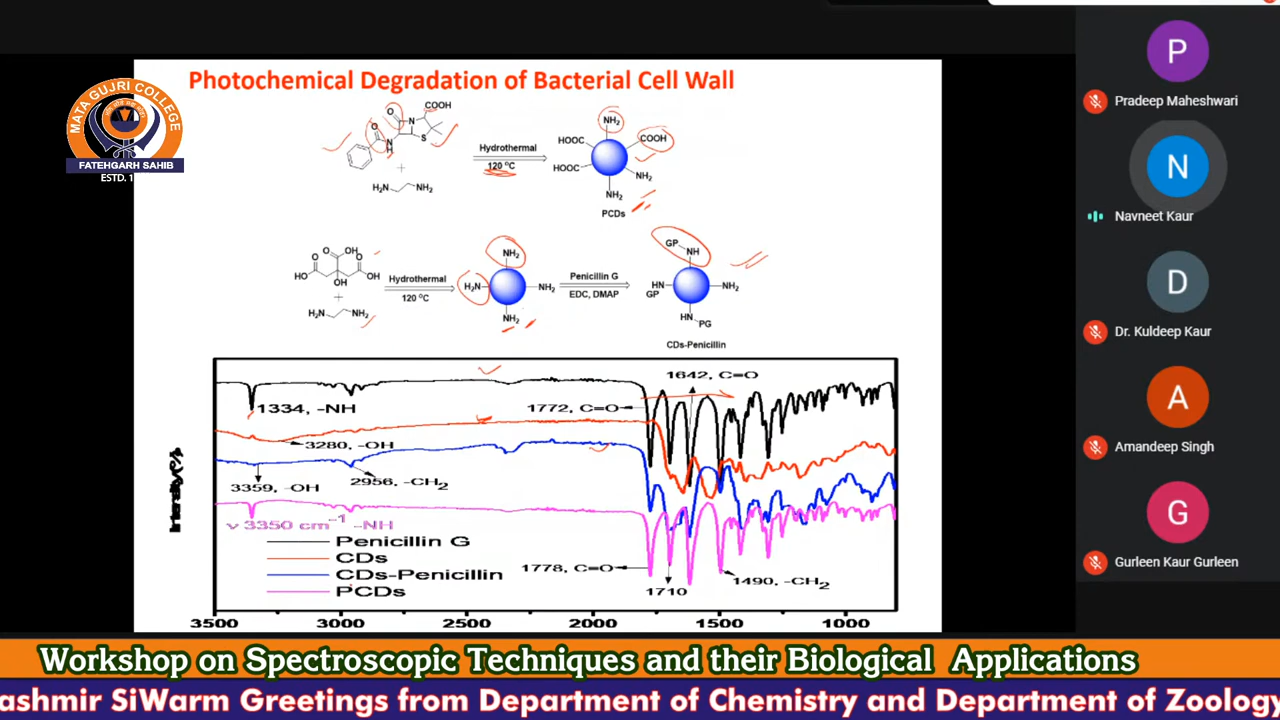 Photochemical Degradation of Bacterial Cell Wall
MATA GUJRI COLLEGE
FATEHGARH SAHIB
ESTD. 1
O
COOH
O
N
N
H
S
+
H₂N
NH₂
Hydrothermal
120 °C
NH₂
HOOC
COOH
HOOC
NH₂
NH₂
PCDs
O
OH
O
O
HO
OH
OH
+
H₂N
NH₂
Hydrothermal
120 °C
NH₂
H₂N
NH₂
NH₂
Penicillin G
EDC, DMAP
GP
NH
HN
GP
NH₂
HN
PG
CDs-Penicillin
1642, C=O
1772, C=O
1334, -NH
3280, -OH
3359, -OH
2956, -CH₂
ν 3350 cm⁻¹ -NH
Penicillin G
CDs
CDs-Penicillin
PCDs
1778, C=O
1710
1490, -CH₂
Intensity(%)
3500
3000
2500
2000
1500
1000
P
Pradeep Maheshwari
N
Navneet Kaur
D
Dr. Kuldeep Kaur
A
Amandeep Singh
G
Gurleen Kaur Gurleen
Workshop on Spectroscopic Techniques and their Biological Applications
ashmir SiWarm Greetings from Department of Chemistry and Department of Zoology